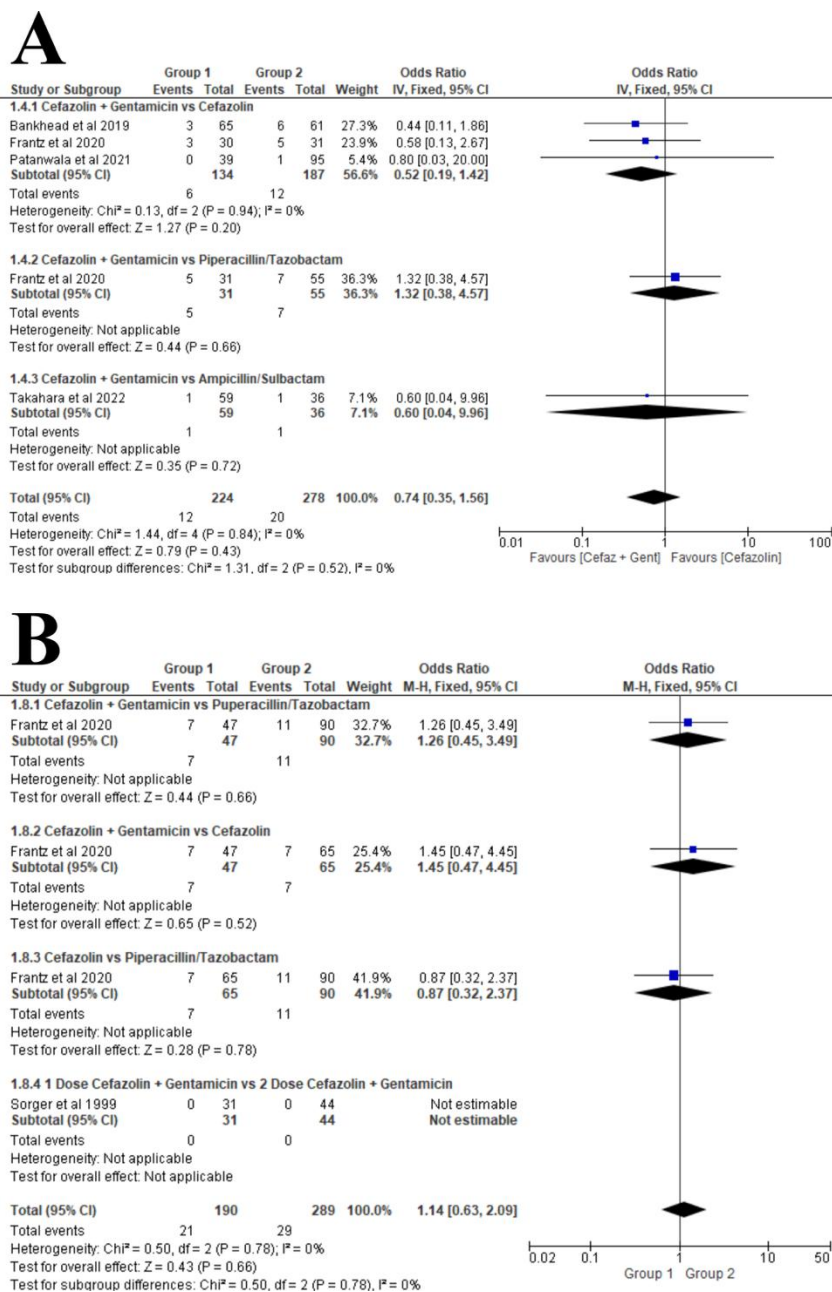 A
Group 1 Group 2 Odds Ratio Odds Ratio
Study or Subgroup Events Total Events Total Weight IV, Fixed, 95% CI IV, Fixed, 95% CI
1.4.1 Cefazolin + Gentamicin vs Cefazolin
Bankhead et al 2019 3 65 6 61 27.3% 0.44 [0.11, 1.86]
Frantz et al 2020 3 30 5 31 23.9% 0.58 [0.13, 2.67]
Patanwala et al 2021 0 39 1 95 5.4% 0.80 [0.03, 20.00]
Subtotal (95% CI) 134 187 56.6% 0.52 [0.19, 1.42]
Total events 6 12
Heterogeneity: Chi² = 0.13, df = 2 (P = 0.94); I² = 0%
Test for overall effect: Z = 1.27 (P = 0.20)
1.4.2 Cefazolin + Gentamicin vs Piperacillin/Tazobactam
Frantz et al 2020 5 31 7 55 36.3% 1.32 [0.38, 4.57]
Subtotal (95% CI) 31 55 36.3% 1.32 [0.38, 4.57]
Total events 5 7
Heterogeneity: Not applicable
Test for overall effect: Z = 0.44 (P = 0.66)
1.4.3 Cefazolin + Gentamicin vs Ampicillin/Sulbactam
Takahara et al 2022 1 59 1 36 7.1% 0.60 [0.04, 9.96]
Subtotal (95% CI) 59 36 7.1% 0.60 [0.04, 9.96]
Total events 1 1
Heterogeneity: Not applicable
Test for overall effect: Z = 0.35 (P = 0.72)
Total (95% CI) 224 278 100.0% 0.74 [0.35, 1.56]
Total events 12 20
Heterogeneity: Chi² = 1.44, df = 4 (P = 0.84); I² = 0%
Test for overall effect: Z = 0.79 (P = 0.43)
Test for subgroup differences: Chi² = 1.31, df = 2 (P = 0.52), I² = 0%
0.01 0.1 1 10 100
Favours [Cefaz + Gent] Favours [Cefazolin]
B
Group 1 Group 2 Odds Ratio Odds Ratio
Study or Subgroup Events Total Events Total Weight M-H, Fixed, 95% CI M-H, Fixed, 95% CI
1.8.1 Cefazolin + Gentamicin vs Puperacillin/Tazobactam
Frantz et al 2020 7 47 11 90 32.7% 1.26 [0.45, 3.49]
Subtotal (95% CI) 47 90 32.7% 1.26 [0.45, 3.49]
Total events 7 11
Heterogeneity: Not applicable
Test for overall effect: Z = 0.44 (P = 0.66)
1.8.2 Cefazolin + Gentamicin vs Cefazolin
Frantz et al 2020 7 47 7 65 25.4% 1.45 [0.47, 4.45]
Subtotal (95% CI) 47 65 25.4% 1.45 [0.47, 4.45]
Total events 7 7
Heterogeneity: Not applicable
Test for overall effect: Z = 0.65 (P = 0.52)
1.8.3 Cefazolin vs Piperacillin/Tazobactam
Frantz et al 2020 7 65 11 90 41.9% 0.87 [0.32, 2.37]
Subtotal (95% CI) 65 90 41.9% 0.87 [0.32, 2.37]
Total events 7 11
Heterogeneity: Not applicable
Test for overall effect: Z = 0.28 (P = 0.78)
1.8.4 1 Dose Cefazolin + Gentamicin vs 2 Dose Cefazolin + Gentamicin
Sorger et al 1999 0 31 0 44 Not estimable
Subtotal (95% CI) 31 44 Not estimable
Total events 0 0
Heterogeneity: Not applicable
Test for overall effect: Not applicable
Total (95% CI) 190 289 100.0% 1.14 [0.63, 2.09]
Total events 21 29
Heterogeneity: Chi² = 0.50, df = 2 (P = 0.78); I² = 0%
Test for overall effect: Z = 0.43 (P = 0.66)
Test for subgroup differences: Chi² = 0.50, df = 2 (P = 0.78), I² = 0%
0.02 0.1 1 10 50
Group 1 Group 2